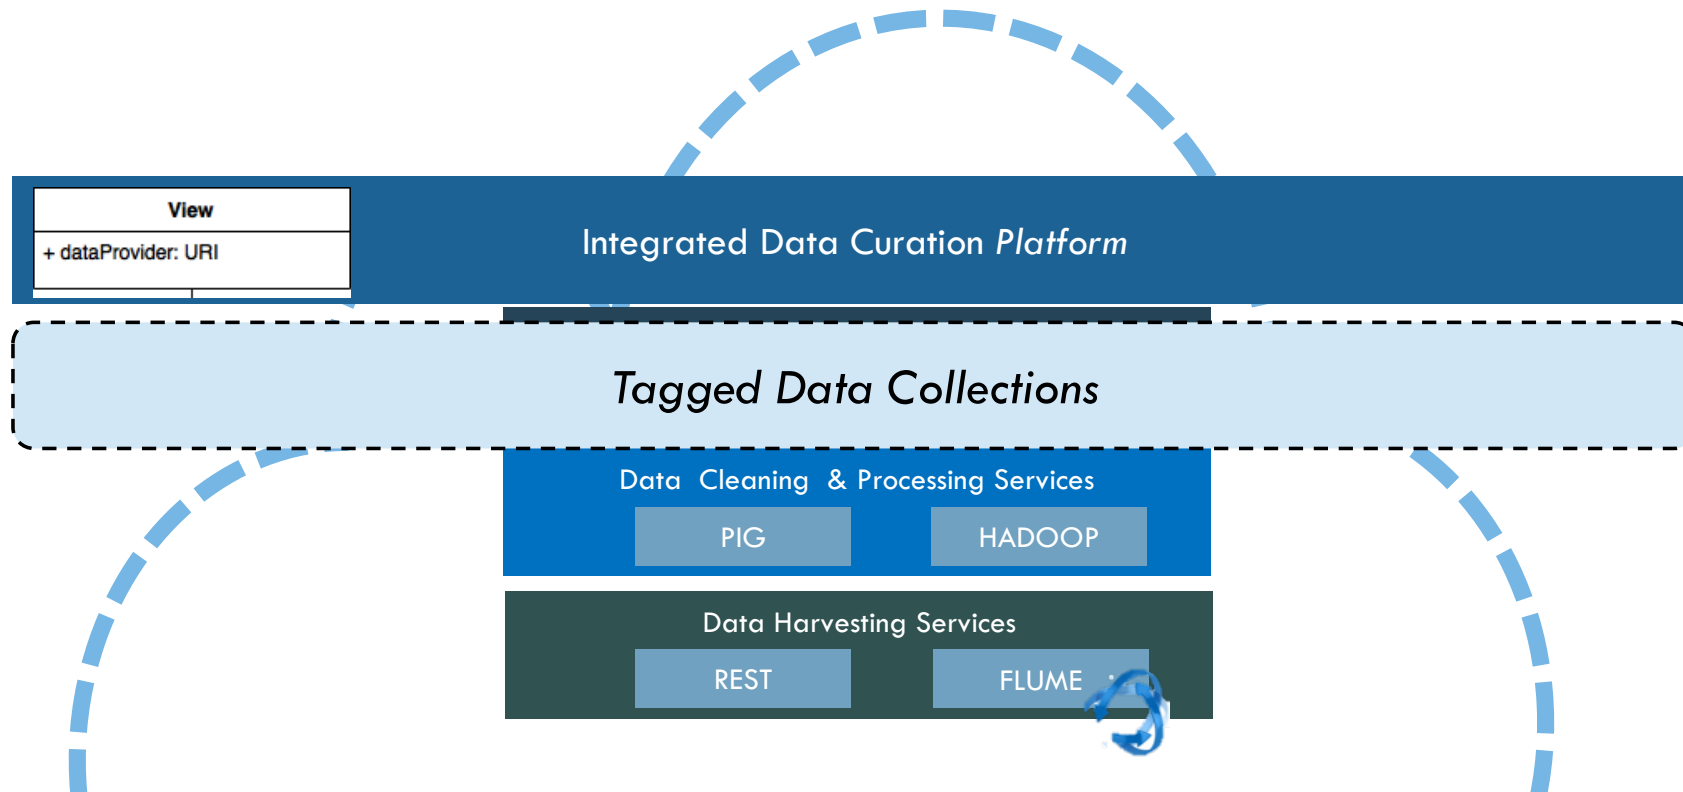 View
+ dataProvider: URI
Integrated Data Curation Platform
Tagged Data Collections
Data Cleaning & Processing Services
PIG HADOOP
Data Harvesting Services
REST FLUME